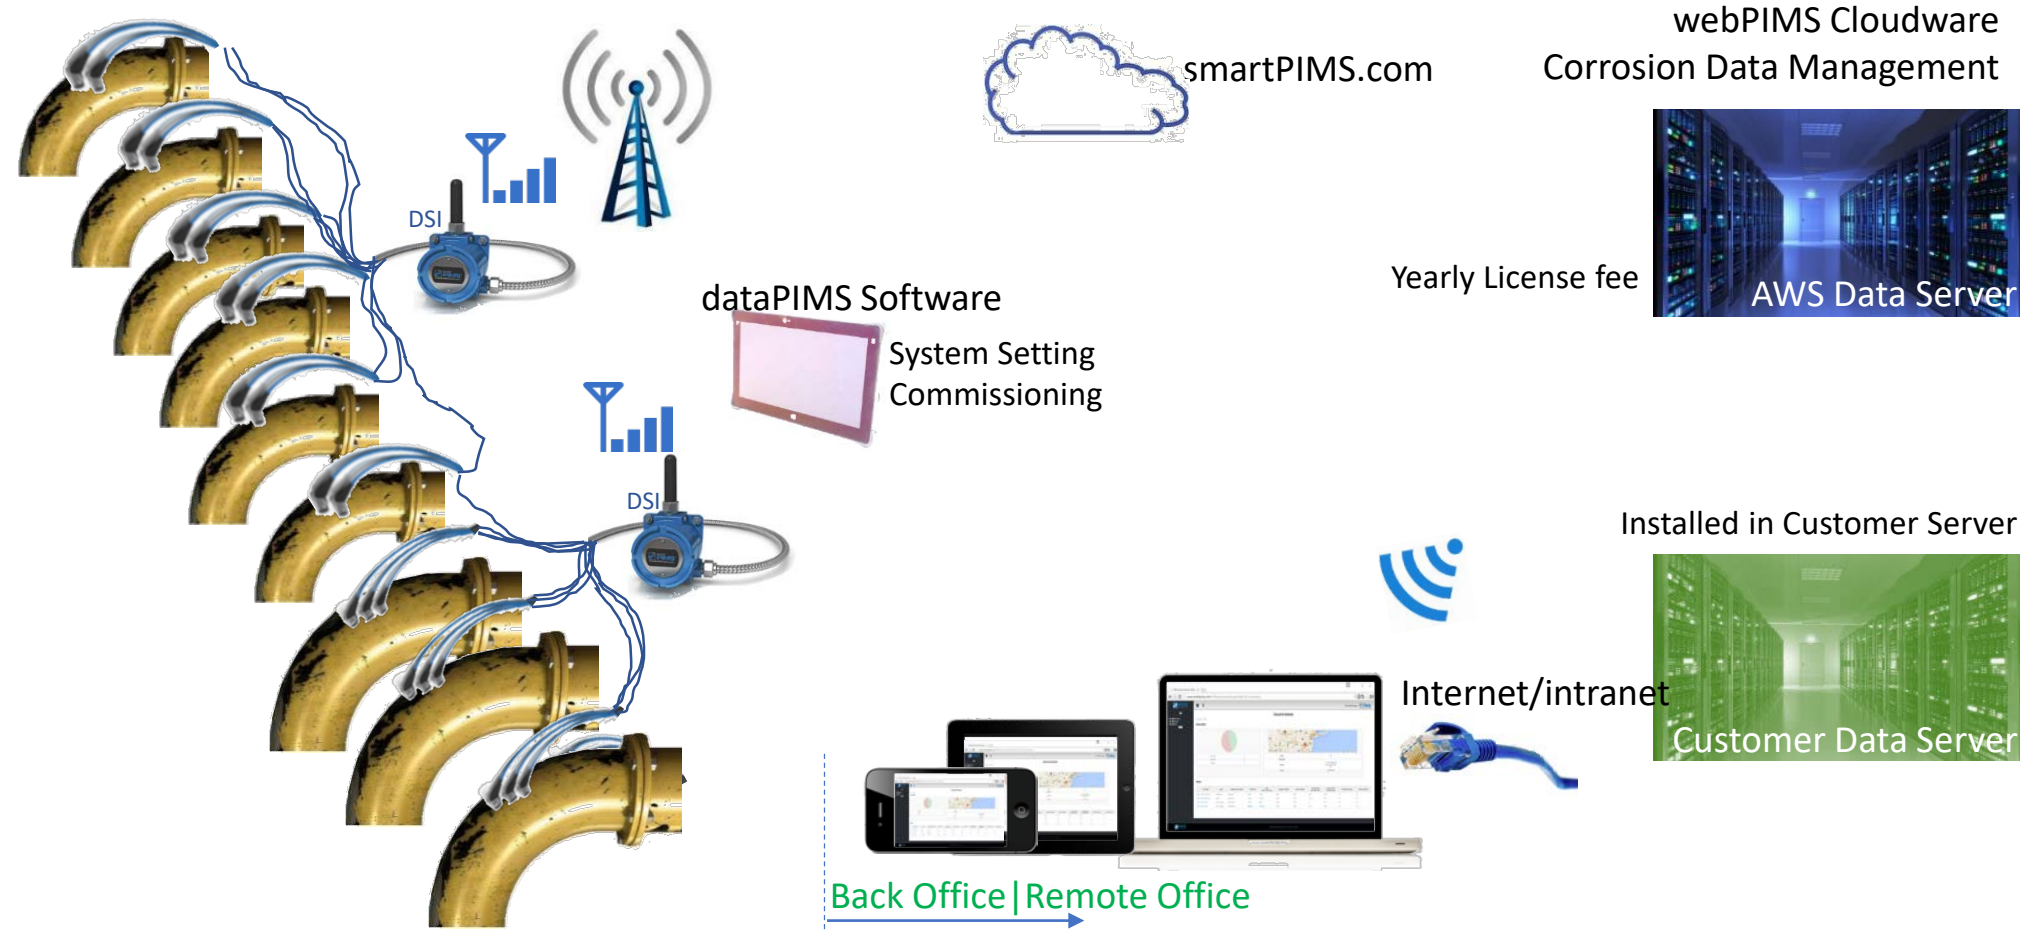 webPIMS Cloudware
Corrosion Data Management
smartPIMS.com
DSI
Yearly License fee
AWS Data Server
dataPIMS Software
System Setting
Commissioning
DSI
Installed in Customer Server
Internet/intranet
Customer Data Server
Back Office|Remote Office